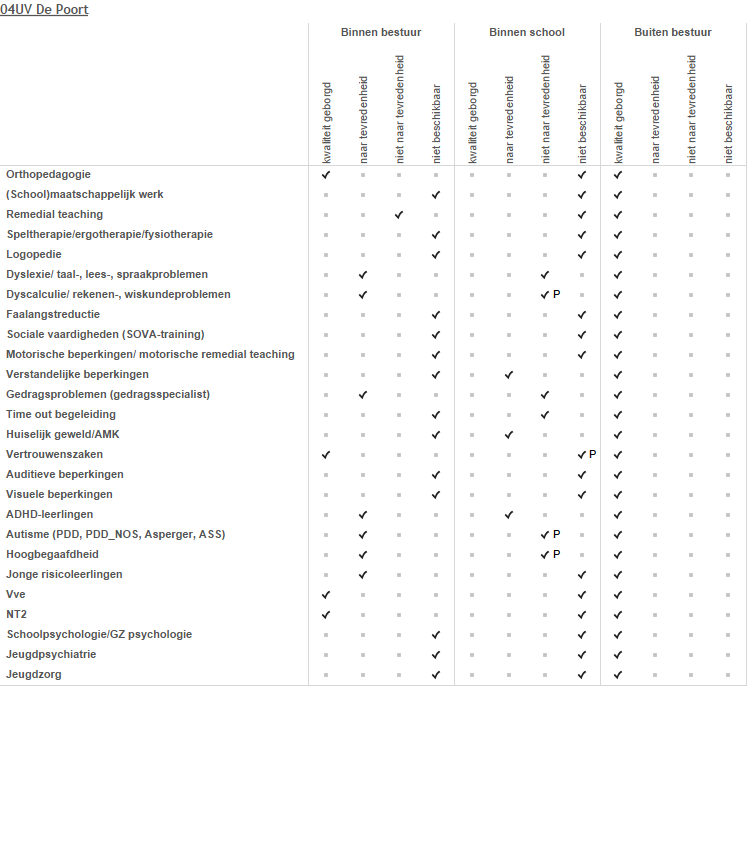 04UV De Poort
Binnen bestuur Binnen school Buiten bestuur
kwaliteit geborgd naar tevredenheid niet naar tevredenheid niet beschikbaar kwaliteit geborgd naar tevredenheid niet naar tevredenheid niet beschikbaar kwaliteit geborgd naar tevredenheid niet naar tevredenheid niet beschikbaar
Orthopedagogie ✓ ✓ ✓
(School)maatschappelijk werk ✓ ✓ ✓
Remedial teaching ✓ ✓ ✓
Speltherapie/ergotherapie/fysiotherapie ✓ ✓ ✓
Logopedie ✓ ✓ ✓
Dyslexie/ taal-, lees-, spraakproblemen ✓ ✓ ✓
Dyscalculie/ rekenen-, wiskundeproblemen ✓ ✓ P ✓
Faalangstreductie ✓ ✓ ✓
Sociale vaardigheden (SOVA-training) ✓ ✓ ✓
Motorische beperkingen/ motorische remedial teaching ✓ ✓ ✓
Verstandelijke beperkingen ✓ ✓ ✓
Gedragsproblemen (gedragsspecialist) ✓ ✓ ✓
Time out begeleiding ✓ ✓ ✓
Huiselijk geweld/AMK ✓ ✓ ✓
Vertrouwenszaken ✓ ✓ P ✓
Auditieve beperkingen ✓ ✓ ✓
Visuele beperkingen ✓ ✓ ✓
ADHD-leerlingen ✓ ✓ ✓
Autisme (PDD, PDD_NOS, Asperger, ASS) ✓ ✓ P ✓
Hoogbegaafdheid ✓ ✓ P ✓
Jonge risicoleerlingen ✓ ✓ ✓
Vve ✓ ✓ ✓
NT2 ✓ ✓ ✓
Schoolpsychologie/GZ psychologie ✓ ✓ ✓
Jeugdpsychiatrie ✓ ✓ ✓
Jeugdzorg ✓ ✓ ✓